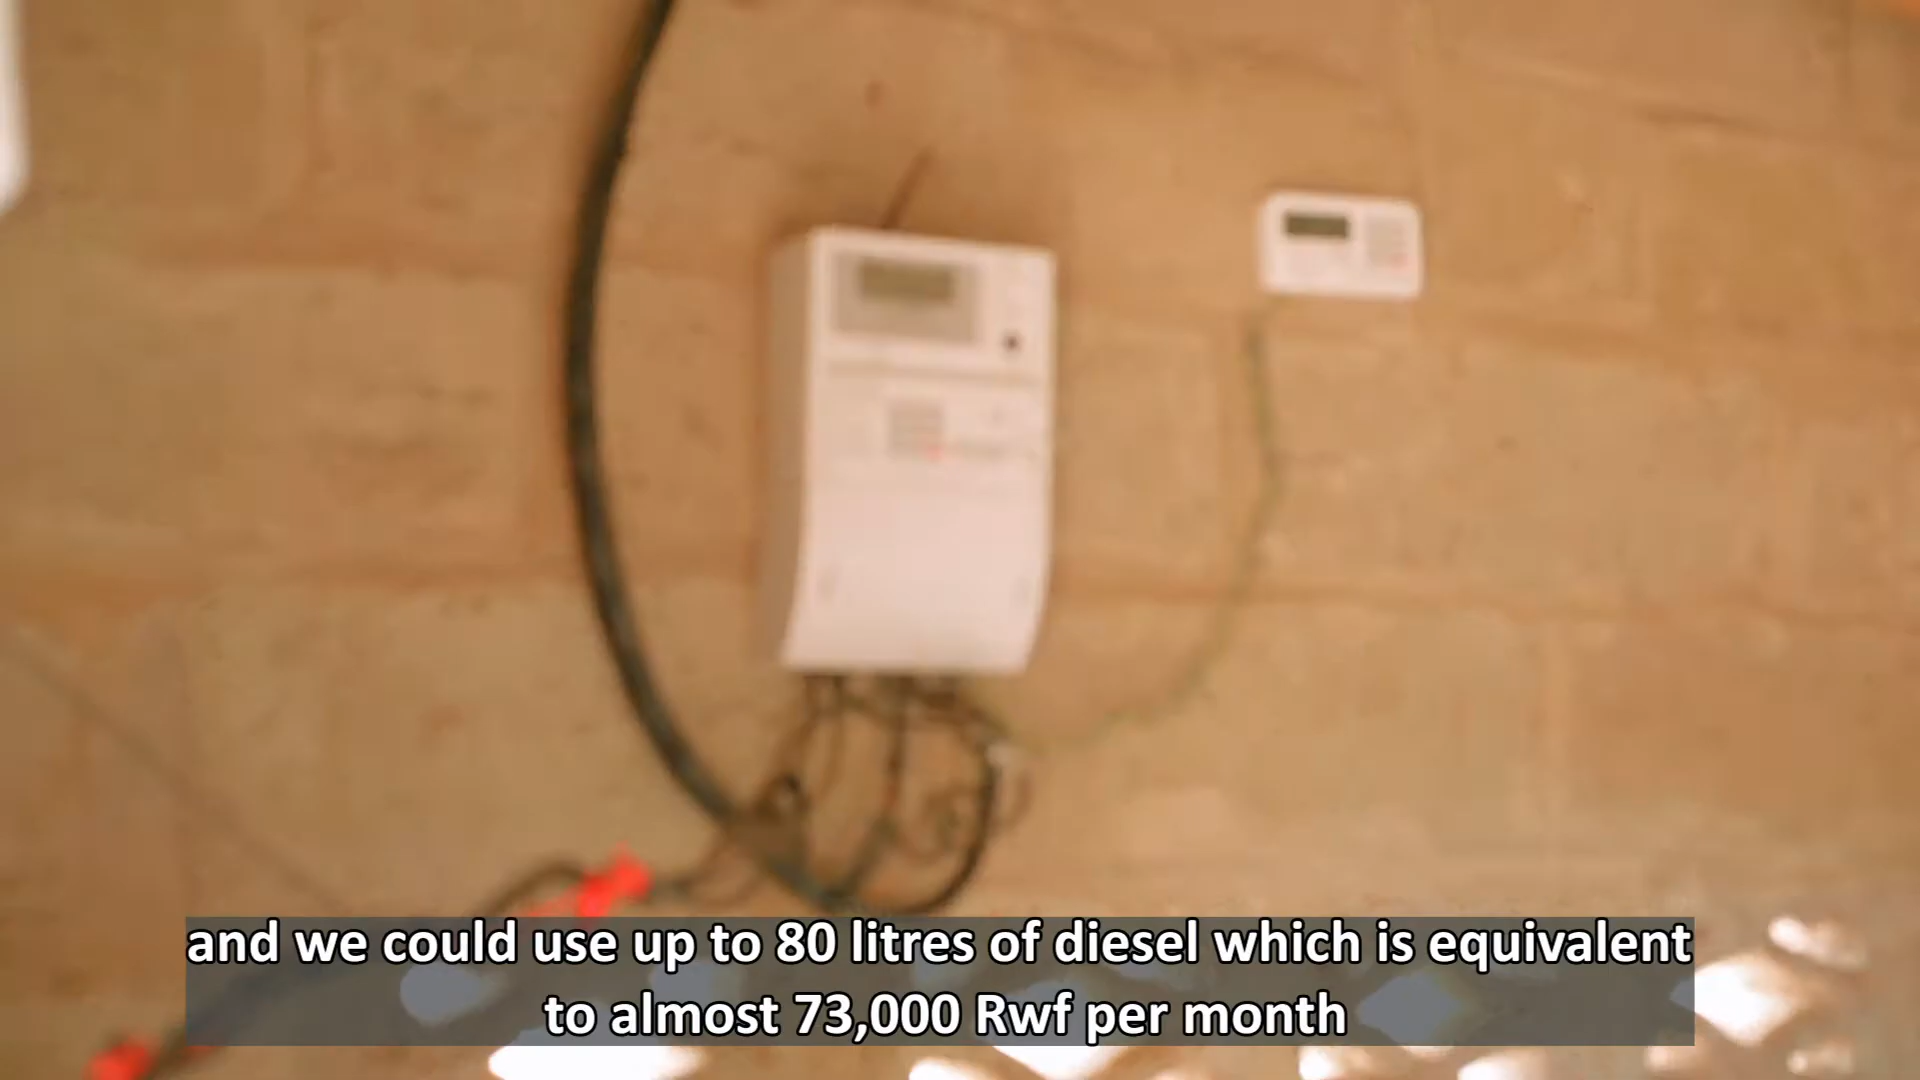 and we could use up to 80 litres of diesel which is equivalent
to almost 73,000 Rwf per month